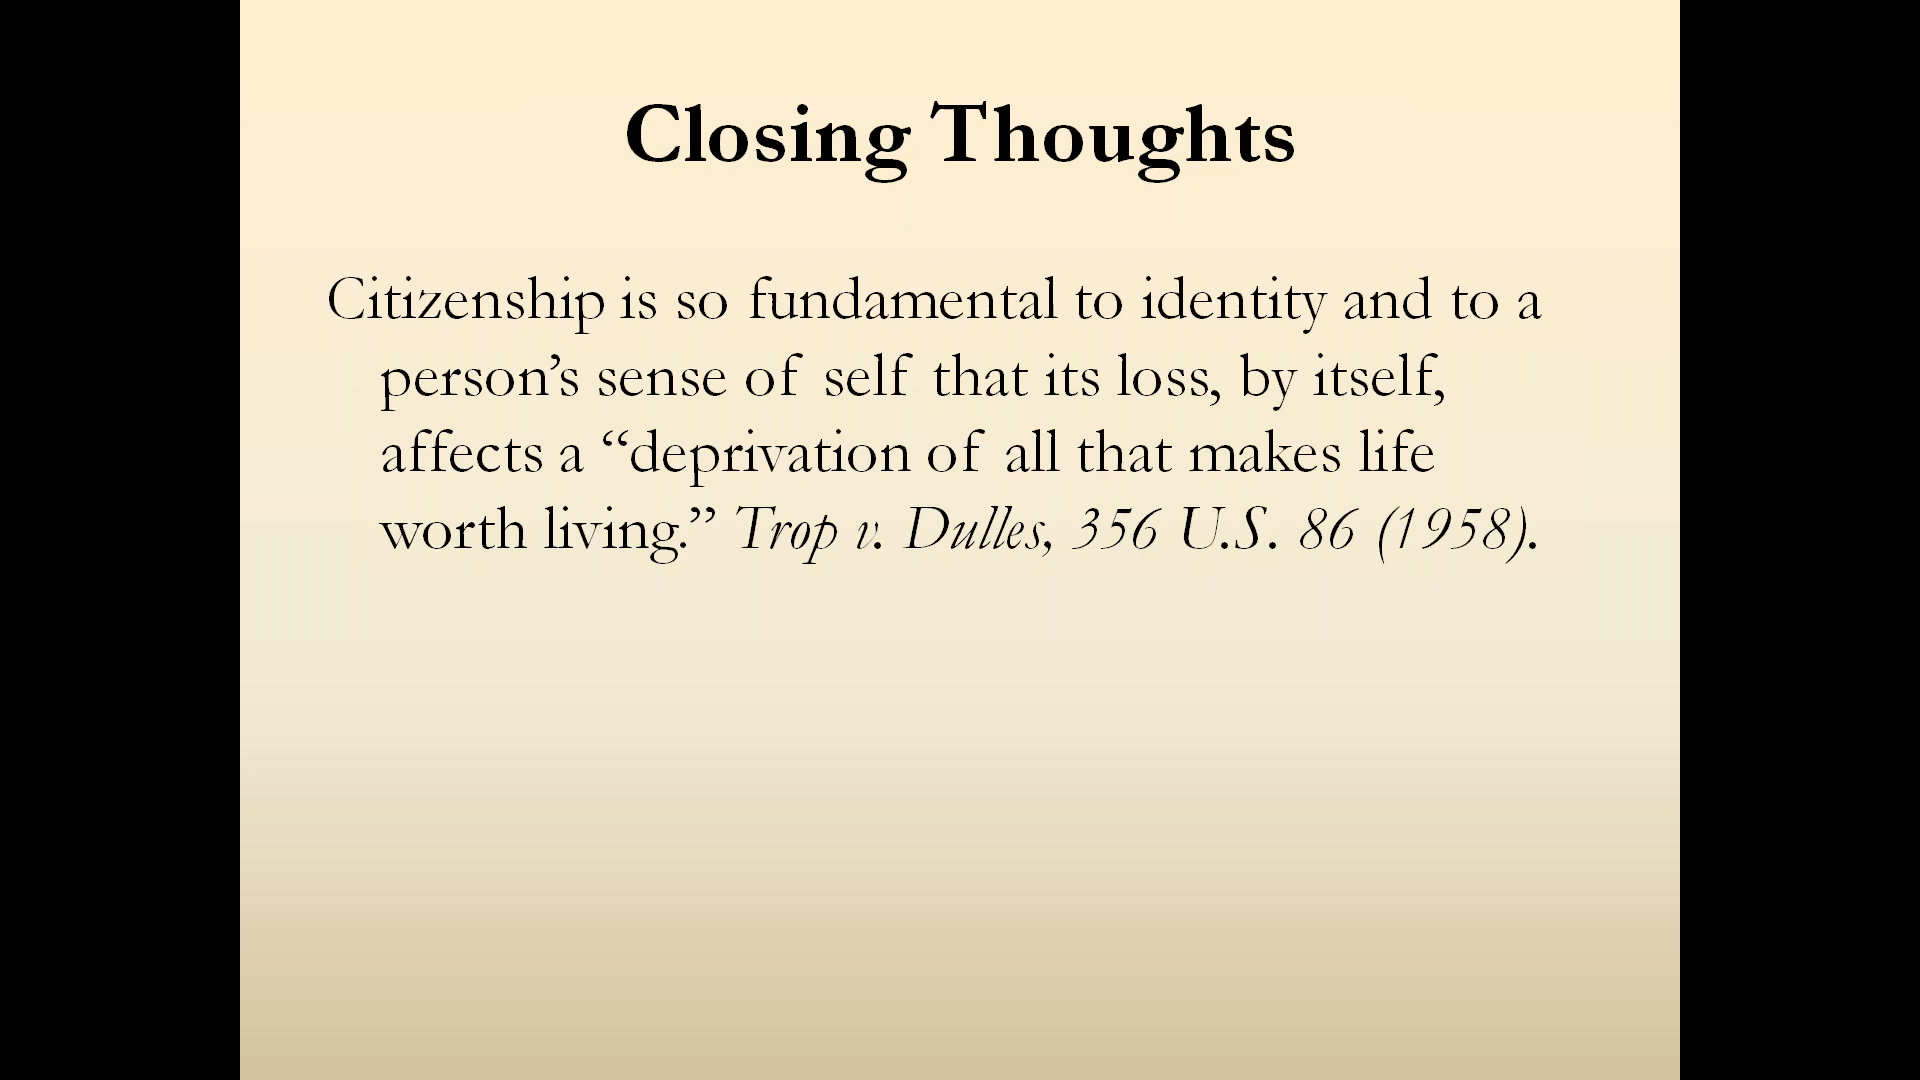 Closing Thoughts
Citizenship is so fundamental to identity and to a
person’s sense of self that its loss, by itself,
affects a “deprivation of all that makes life
worth living.” Trop v. Dulles, 356 U.S. 86 (1958).